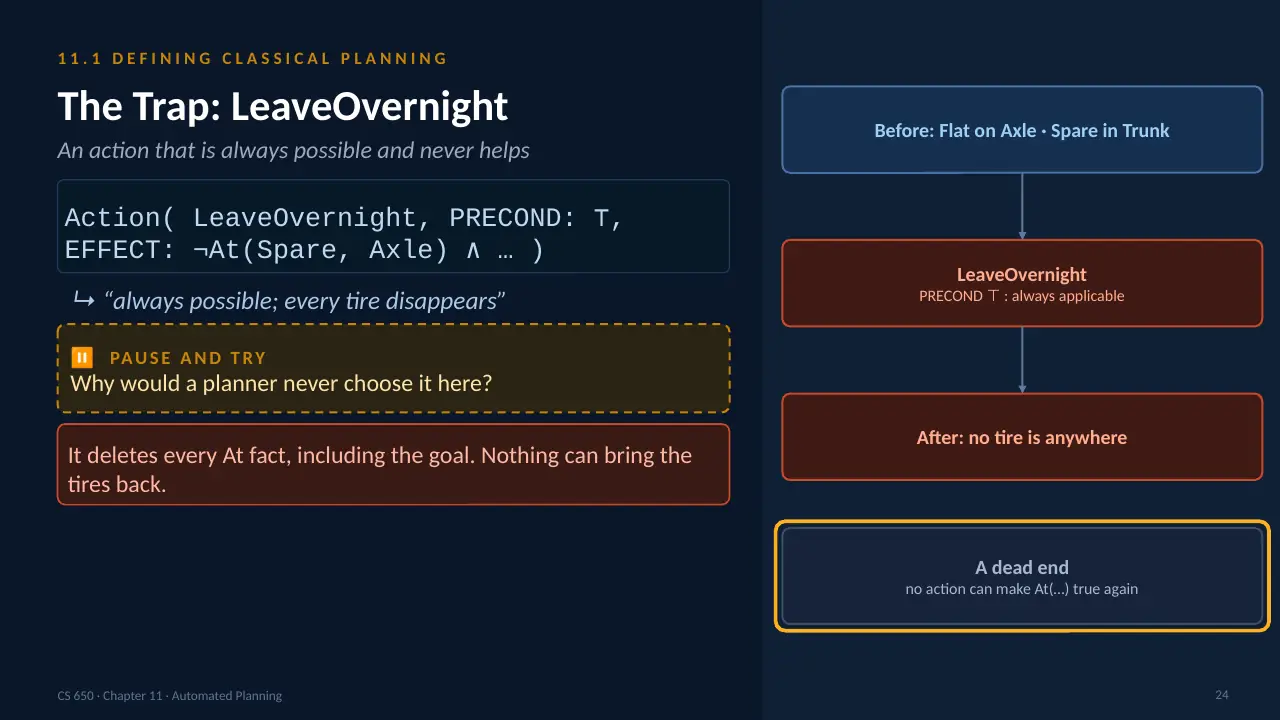 11.1 DEFINING CLASSICAL PLANNING
The Trap: LeaveOvernight
An action that is always possible and never helps
Action( LeaveOvernight, PRECOND: ⊤,
EFFECT: ¬At(Spare, Axle) ∧ … )
↪ “always possible; every tire disappears”
⏸ PAUSE AND TRY
Why would a planner never choose it here?
It deletes every At fact, including the goal. Nothing can bring the
tires back.
Before: Flat on Axle · Spare in Trunk
LeaveOvernight
PRECOND ⊤ : always applicable
After: no tire is anywhere
A dead end
no action can make At(…) true again
CS 650 · Chapter 11 · Automated Planning
24